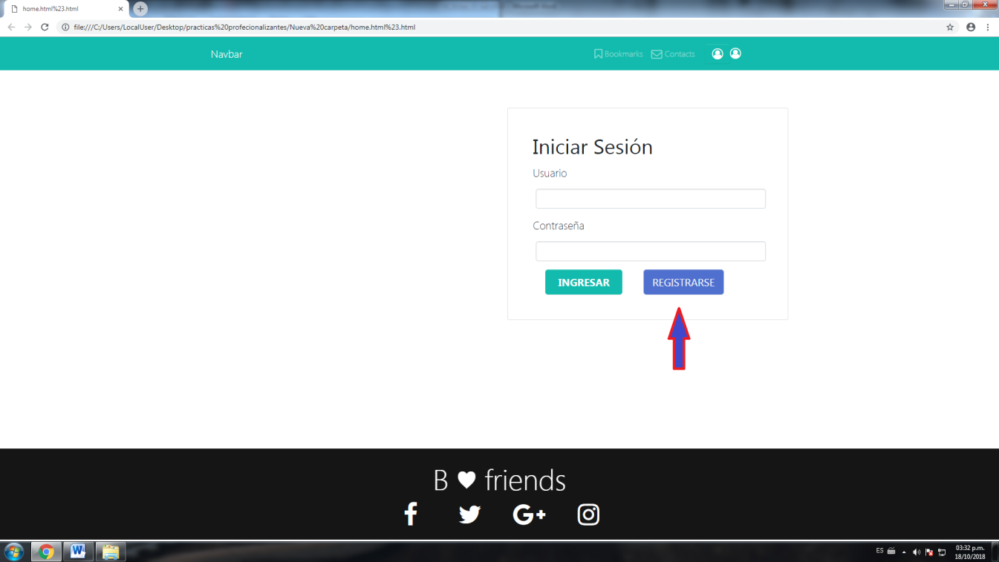 home.html%23.html
file:///C:/Users/LocalUser/Desktop/practicas%20profecionalizantes/Nueva%20carpeta/home.html%23.html
Navbar Bookmarks Contacts
Iniciar Sesión
Usuario
Contraseña
INGRESAR REGISTRARSE
B friends
ES 03:32 p.m.
18/10/2018